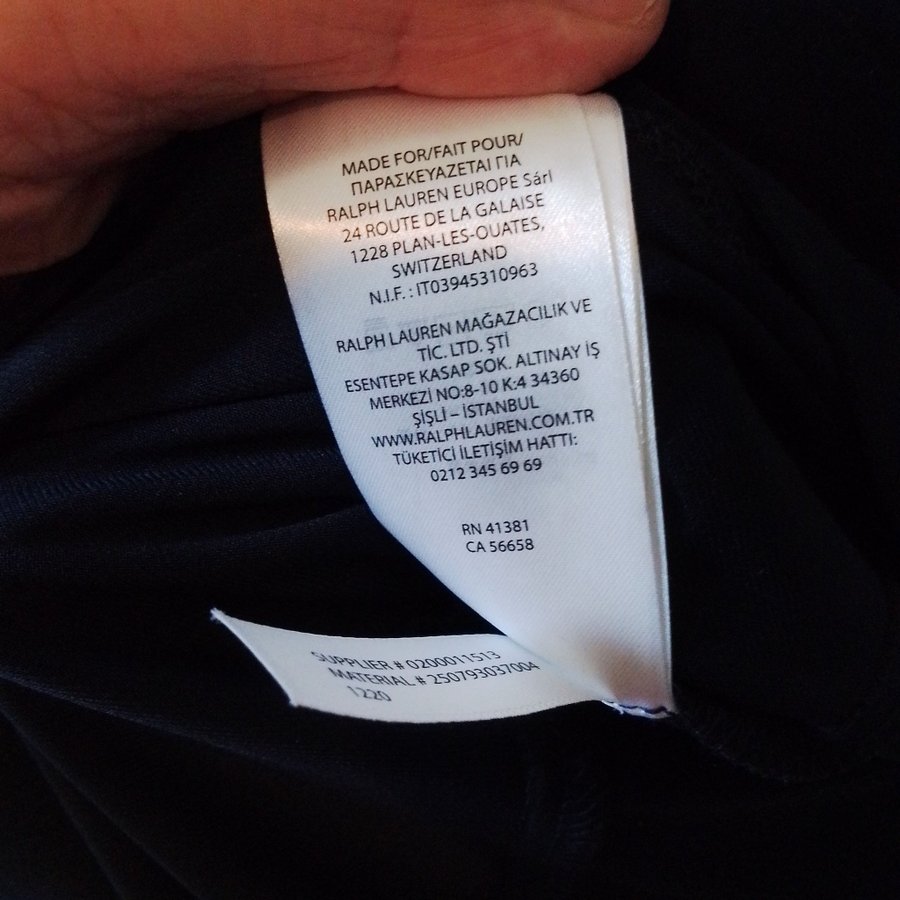 MADE FOR/FAIT POUR/
ΠΑΡΑΣΚΕΥΑΖΕΤΑΙ ΓΙΑ
RALPH LAUREN EUROPE Sárl
24 ROUTE DE LA GALAISE
1228 PLAN-LES-OUATES,
SWITZERLAND
N.I.F. : IT03945310963
RALPH LAUREN MAĞAZACILIK VE
TİC. LTD. ŞTİ
ESENTEPE KASAP SOK. ALTINAY İŞ
MERKEZİ NO:8-10 K:4 34360
ŞİŞLİ – İSTANBUL
WWW.RALPHLAUREN.COM.TR
TÜKETİCİ İLETİŞİM HATTI:
0212 345 69 69
RN 41381
CA 56658
SUPPLIER # 0200011513
MATERIAL # 250793037004
1220